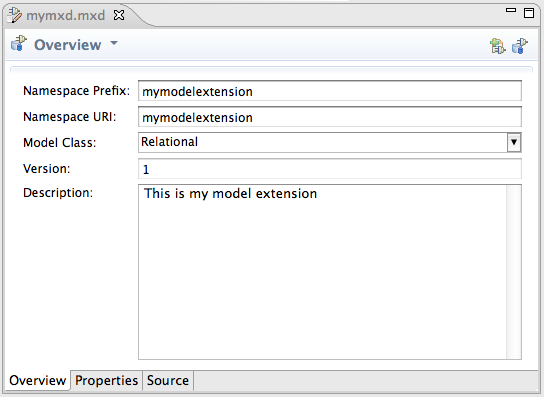 mymxd.mxd
Overview
Namespace Prefix: mymodelextension
Namespace URI: mymodelextension
Model Class: Relational
Version: 1
Description: This is my model extension
Overview Properties Source